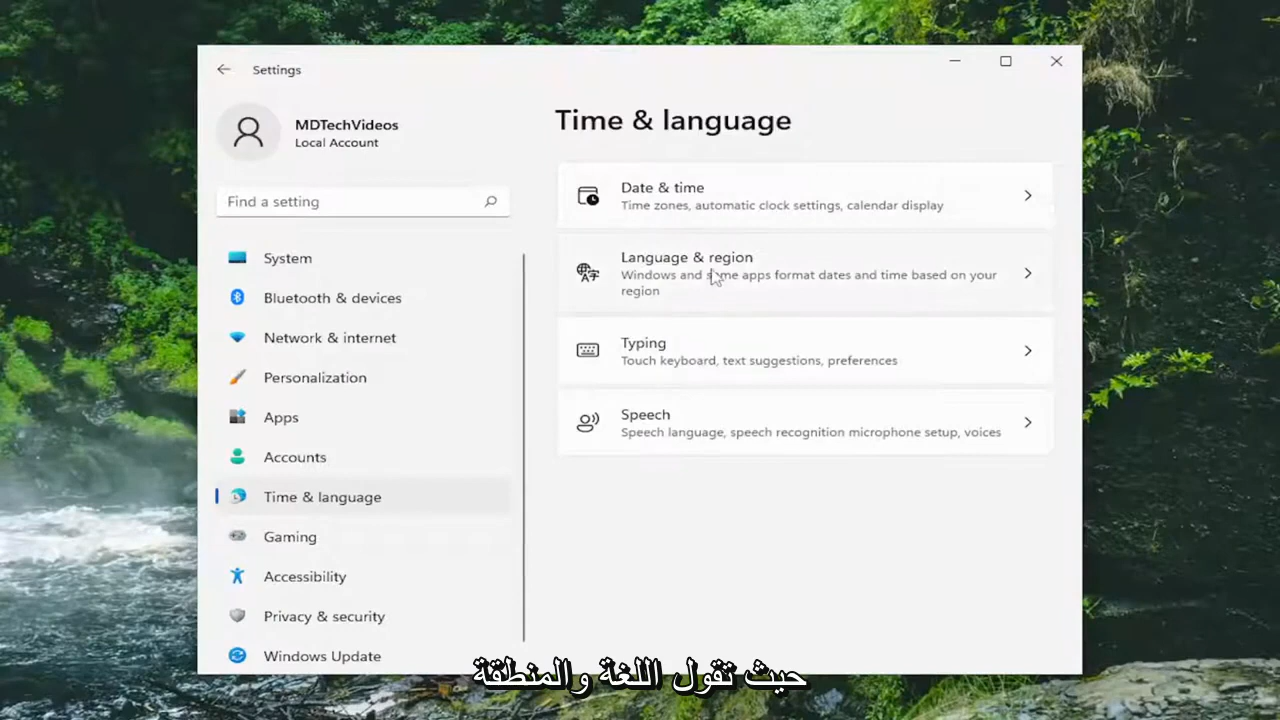 Settings
MDTechVideos
Local Account
Find a setting
System
Bluetooth & devices
Network & internet
Personalization
Apps
Accounts
Time & language
Gaming
Accessibility
Privacy & security
Windows Update
Time & language
Date & time
Time zones, automatic clock settings, calendar display
Language & region
Windows and some apps format dates and time based on your
region
Typing
Touch keyboard, text suggestions, preferences
Speech
Speech language, speech recognition microphone setup, voices
حيث تقول اللغة والمنطقة